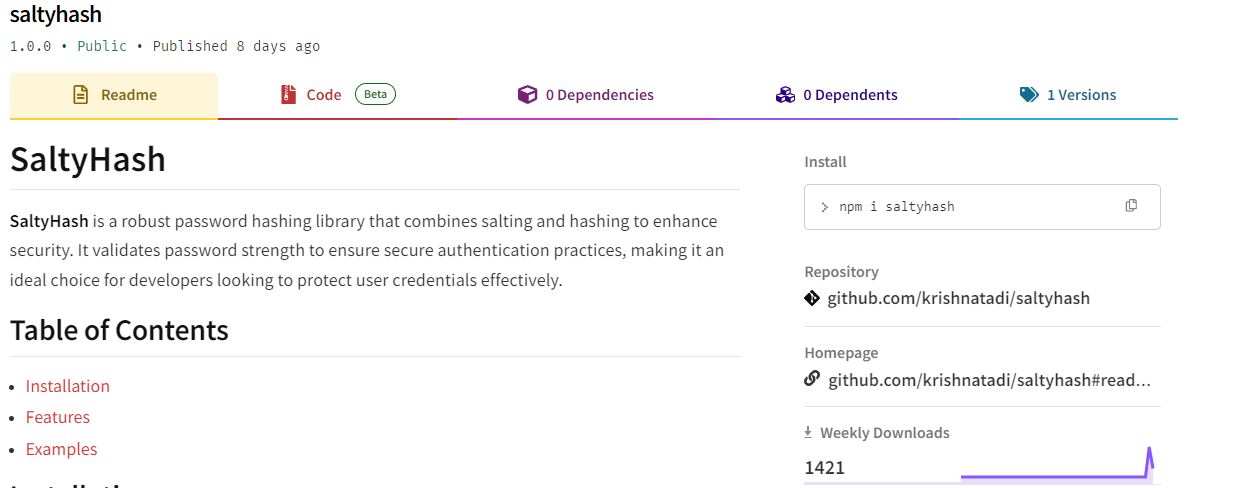 saltyhash
1.0.0 • Public • Published 8 days ago
Readme
Code Beta
0 Dependencies
0 Dependents
1 Versions
SaltyHash
SaltyHash is a robust password hashing library that combines salting and hashing to enhance
security. It validates password strength to ensure secure authentication practices, making it an
ideal choice for developers looking to protect user credentials effectively.
Table of Contents
• Installation
• Features
• Examples
Install
npm i saltyhash
Repository
github.com/krishnatadi/saltyhash
Homepage
github.com/krishnatadi/saltyhash#read...
Weekly Downloads
1421